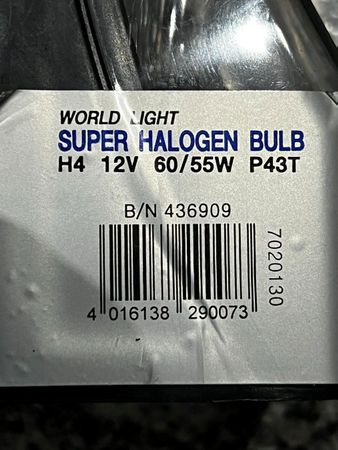 WORLD LIGHT
SUPER HALOGEN BULB
H4 12V 60/55W P43T
B/N 436909
4 016138 290073
7020130